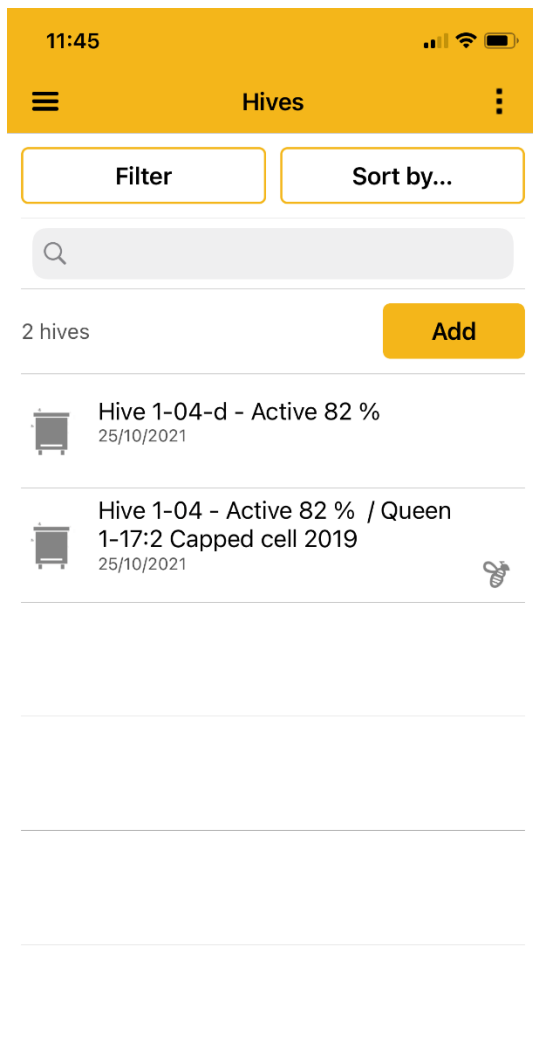 11:45
Hives
Filter
Sort by...
2 hives
Add
Hive 1-04-d - Active 82 %
25/10/2021
Hive 1-04 - Active 82 % / Queen
1-17:2 Capped cell 2019
25/10/2021